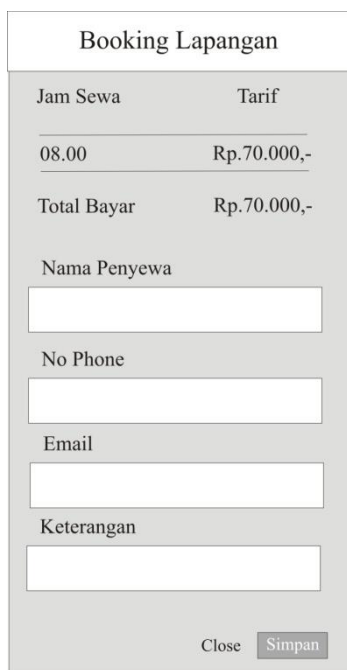 Booking Lapangan
Jam Sewa Tarif
08.00 Rp.70.000,-
Total Bayar Rp.70.000,-
Nama Penyewa
No Phone
Email
Keterangan
Close Simpan